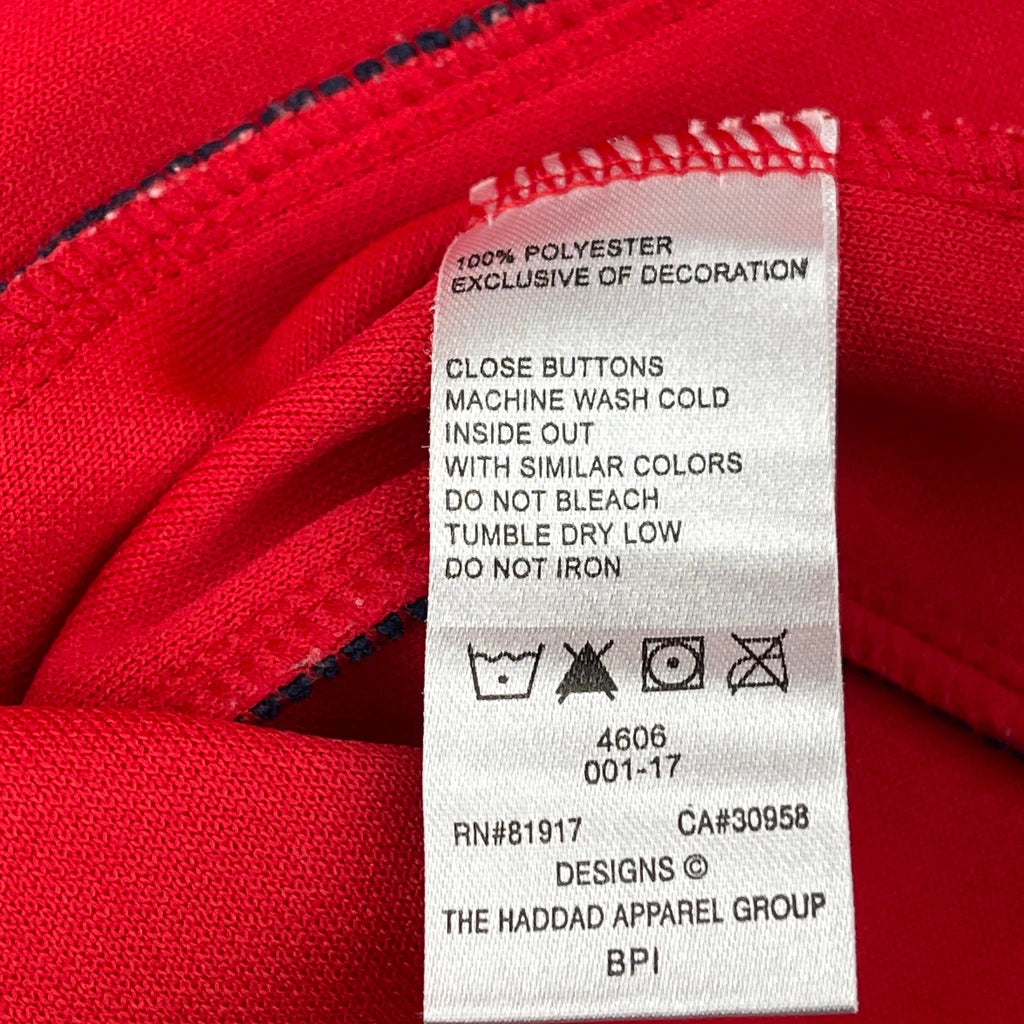 100% POLYESTER
EXCLUSIVE OF DECORATION
CLOSE BUTTONS
MACHINE WASH COLD
INSIDE OUT
WITH SIMILAR COLORS
DO NOT BLEACH
TUMBLE DRY LOW
DO NOT IRON
4606
001-17
RN#81917 CA#30958
DESIGNS ©
THE HADDAD APPAREL GROUP
BPI